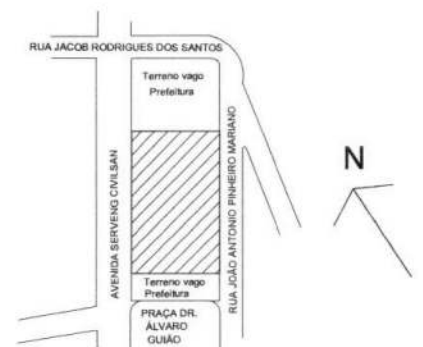 RUA JACOB RODRIGUES DOS SANTOS
Terreno vago
Prefeitura
AVENIDA SERVENG CIVILSAN
RUA JOÃO ANTONIO PINHEIRO MARIANO
N
Terreno vago
Prefeitura
PRAÇA DR.
ÁLVARO
GUIÃO